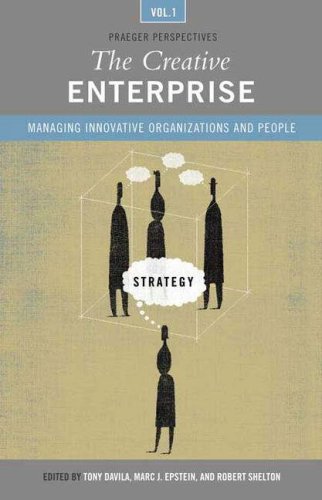 VOL.1
PRAEGER PERSPECTIVES
The Creative
ENTERPRISE
MANAGING INNOVATIVE ORGANIZATIONS AND PEOPLE
STRATEGY
EDITED BY TONY DAVILA, MARC J. EPSTEIN, AND ROBERT SHELTON